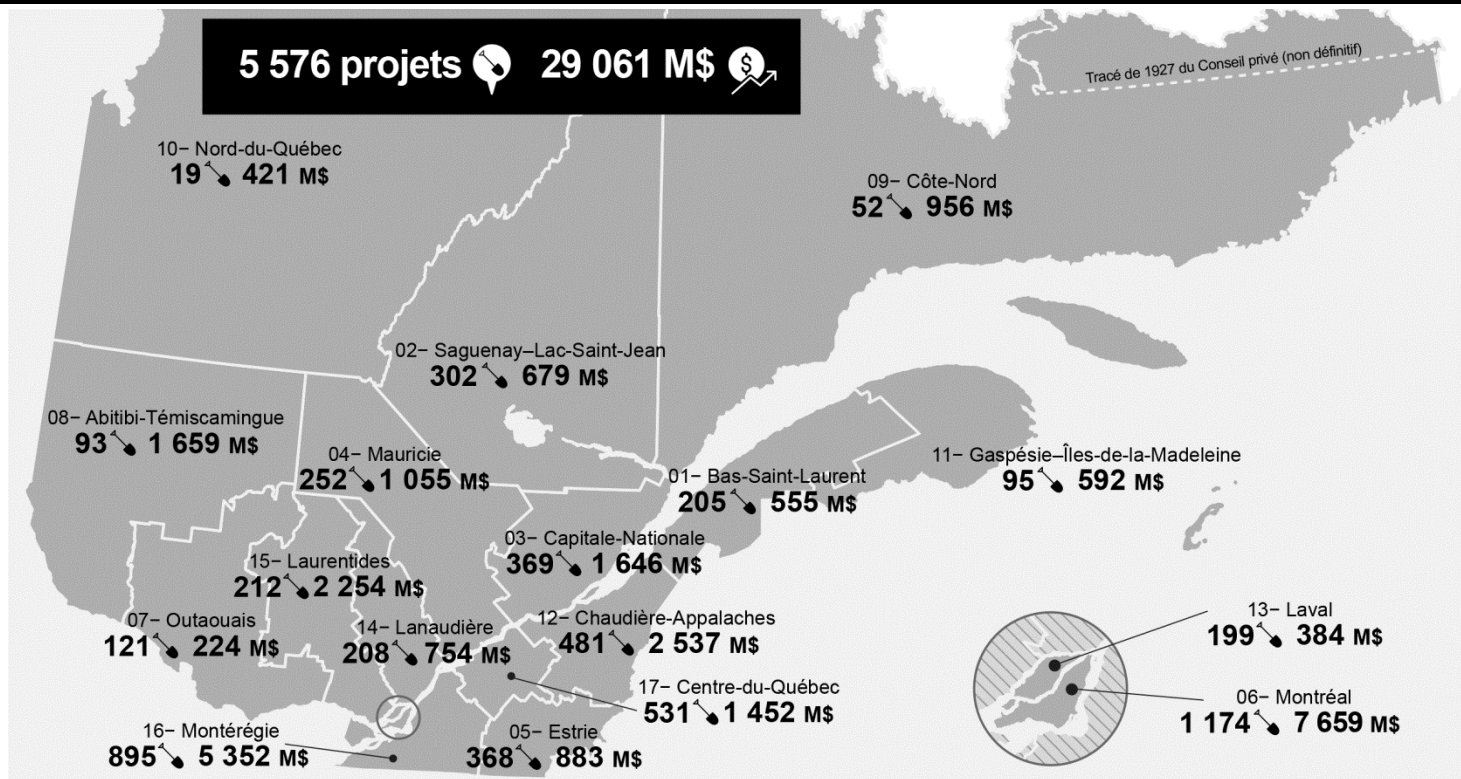 5 576 projets 29 061 M$
Tracé de 1927 du Conseil privé (non définitif)
10– Nord-du-Québec
19 421 M$
09– Côte-Nord
52 956 M$
02– Saguenay–Lac-Saint-Jean
302 679 M$
08– Abitibi-Témiscamingue
93 1 659 M$
04– Mauricie
252 1 055 M$
01– Bas-Saint-Laurent
205 555 M$
11– Gaspésie–Îles-de-la-Madeleine
95 592 M$
03– Capitale-Nationale
369 1 646 M$
15– Laurentides
212 2 254 M$
07– Outaouais
121 224 M$
14– Lanaudière
208 754 M$
12– Chaudière-Appalaches
481 2 537 M$
13– Laval
199 384 M$
17– Centre-du-Québec
531 1 452 M$
06– Montréal
1 174 7 659 M$
16– Montérégie
895 5 352 M$
05– Estrie
368 883 M$